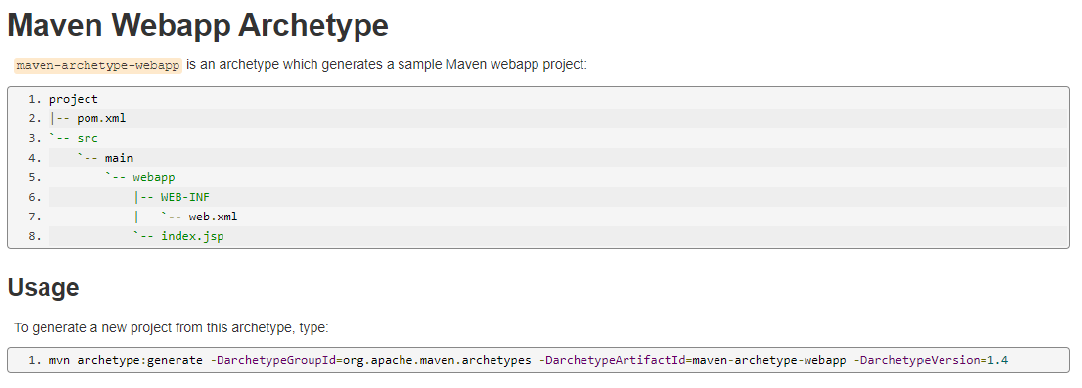 Maven Webapp Archetype
maven-archetype-webapp is an archetype which generates a sample Maven webapp project:
1. project
2. |-- pom.xml
3. `-- src
4.     `-- main
5.         `-- webapp
6.             |-- WEB-INF
7.             |   `-- web.xml
8.             `-- index.jsp
Usage
To generate a new project from this archetype, type:
1. mvn archetype:generate -DarchetypeGroupId=org.apache.maven.archetypes -DarchetypeArtifactId=maven-archetype-webapp -DarchetypeVersion=1.4